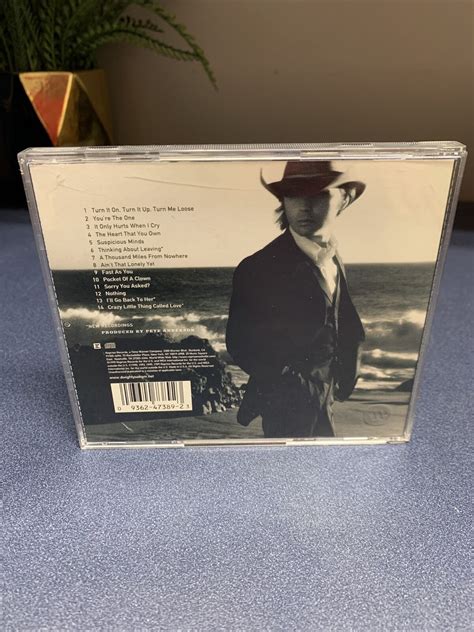 1 Turn It On, Turn It Up, Turn Me Loose
2 You're The One
3 It Only Hurts When I Cry
4 The Heart That You Own
5 Suspicious Minds
6 Thinking About Leaving*
7 A Thousand Miles From Nowhere
8 Ain't That Lonely Yet
9 Fast As You
10 Pocket Of A Clown
11 Sorry You Asked?
12 Nothing
13 I'll Go Back To Her*
14 Crazy Little Thing Called Love*
*NEW RECORDINGS
PRODUCED BY PETE ANDERSON
www.dwightyoakam.net
0 9362-47389-2